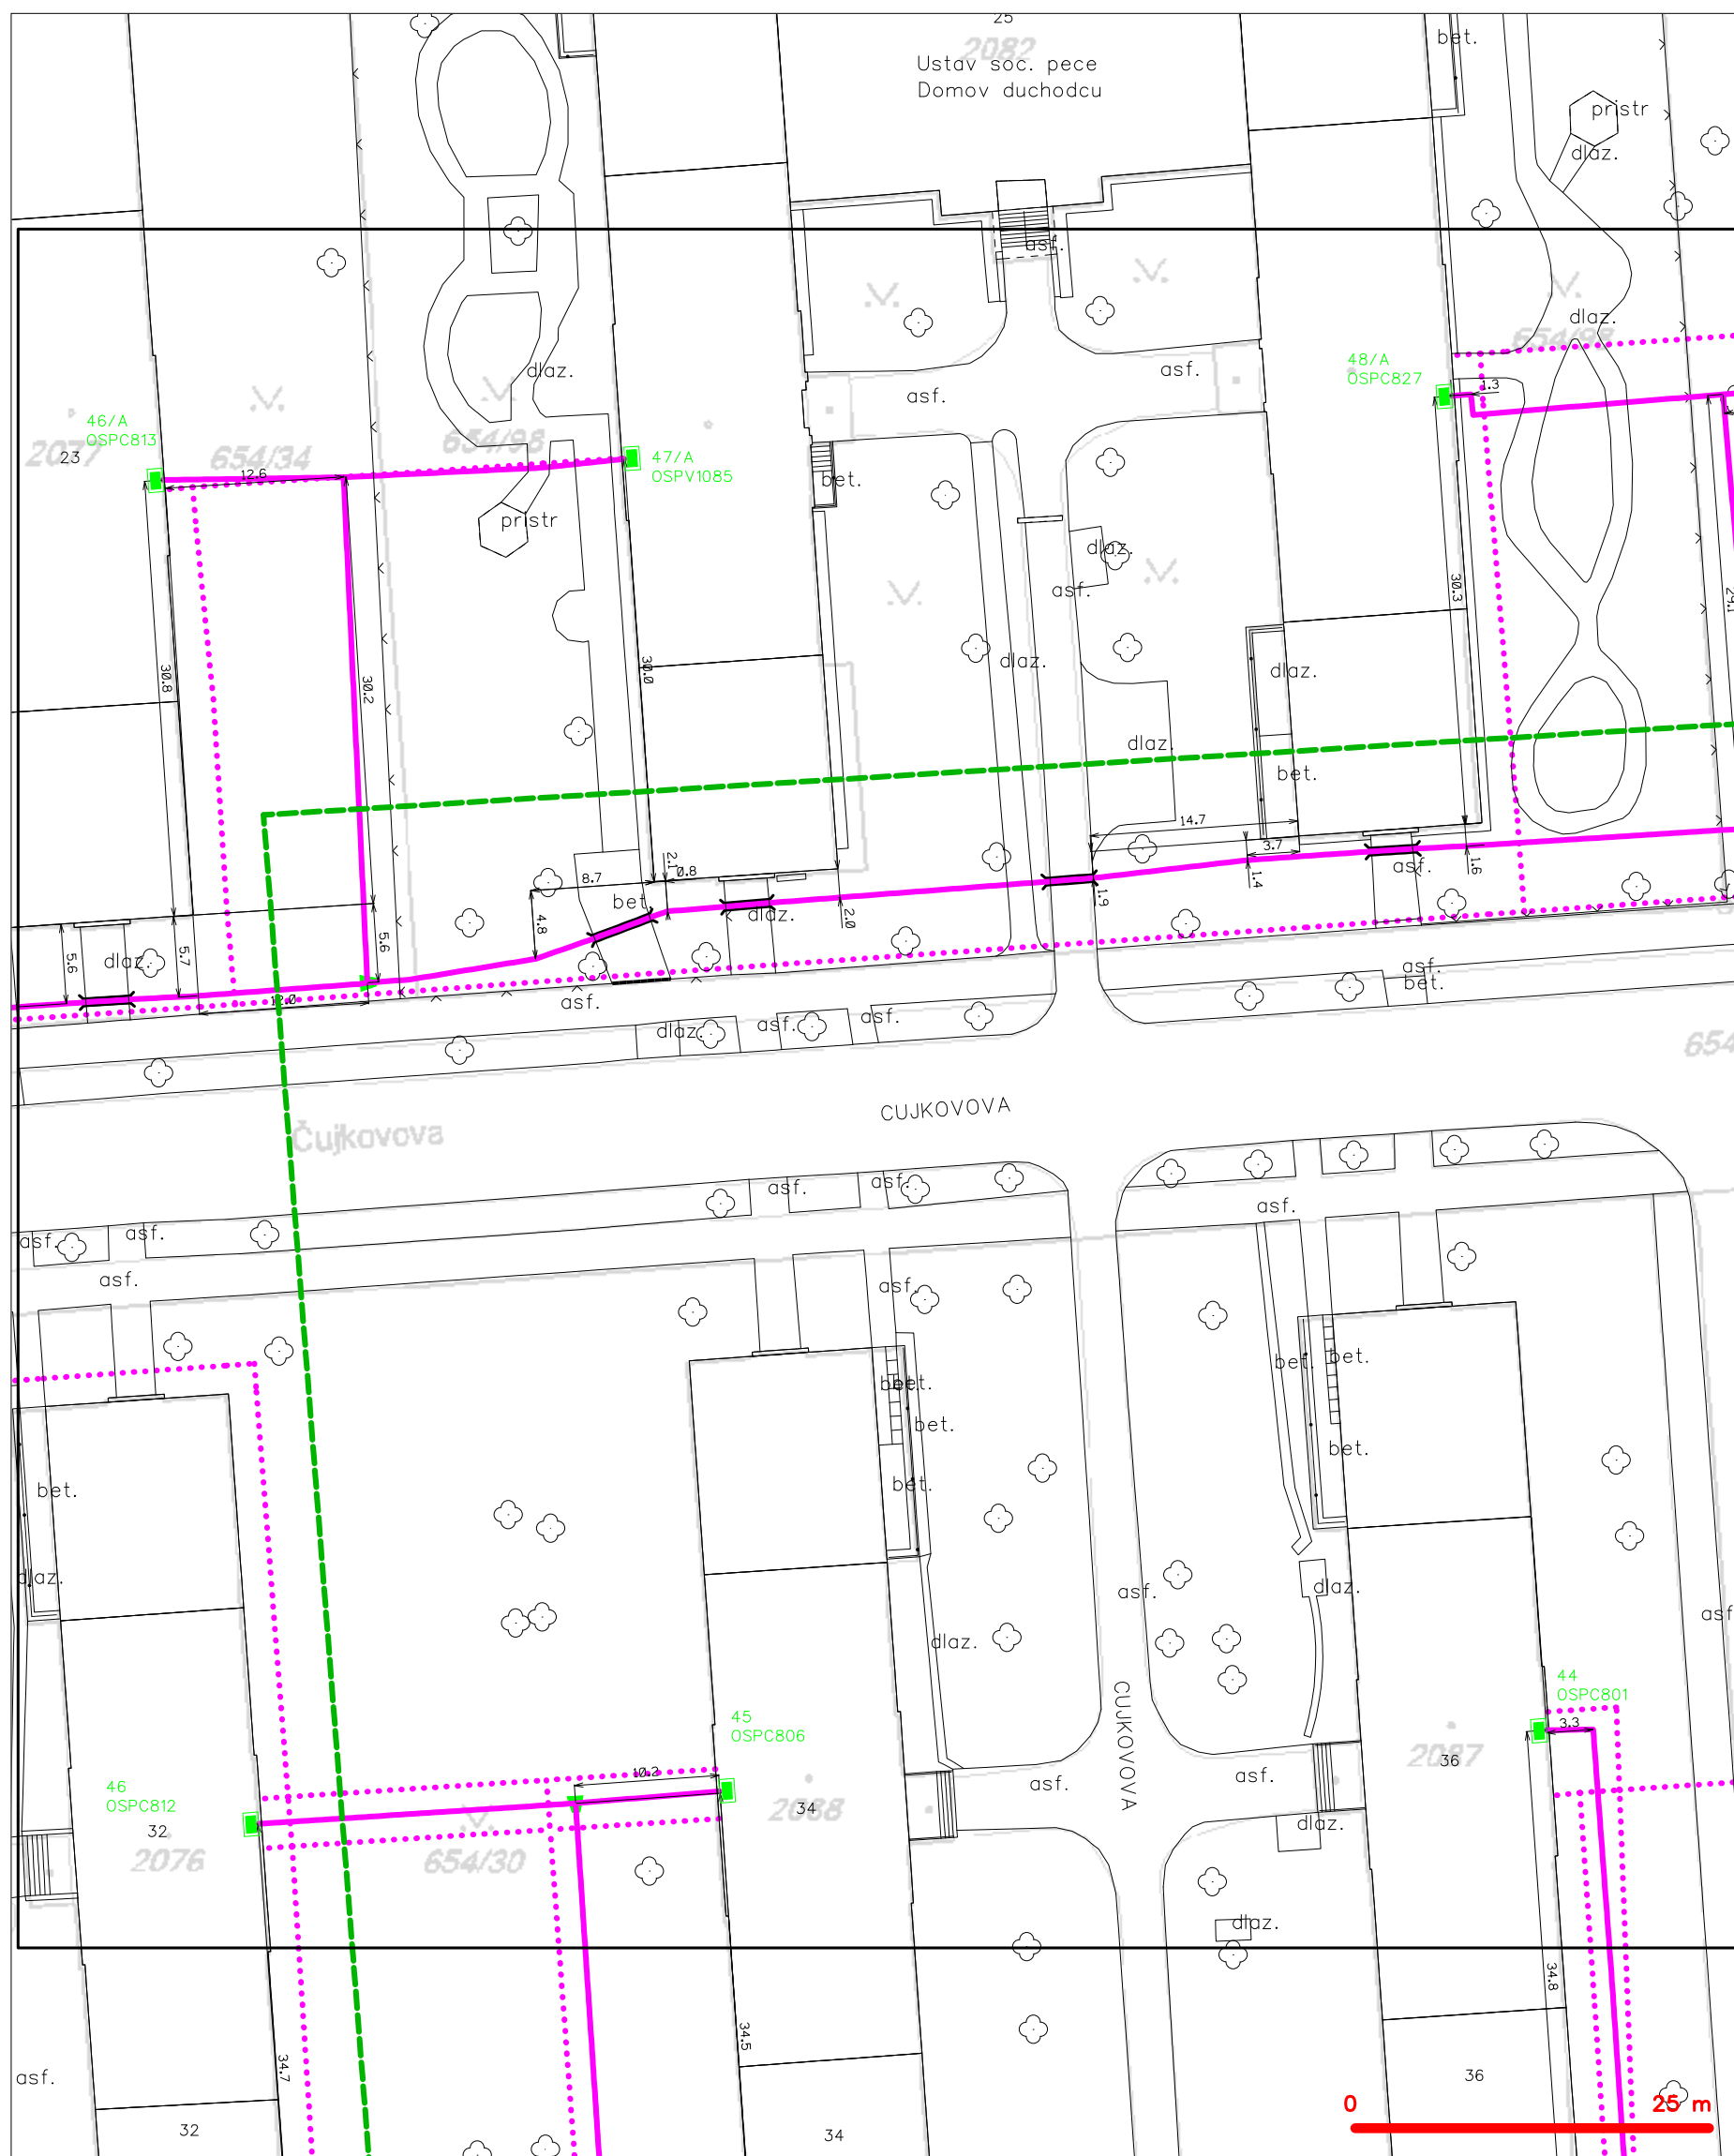 25
2082
Ustav soc. pece
Domov duchodcu
bet.
pristr
dlaz.
asf.
dlaz.
654/98
48/A
OSPC827
1.3
asf.
asf.
dlaz.
46/A
OSPC813
2077
23
654/34
654/98
12.6
47/A
OSPV1085
bet.
pristr
dlaz.
asf.
30.3
29.1
30.8
30.2
30.0
dlaz.
dlaz.
dlaz.
bet.
14.7
3.7
1.4
1.6
asf.
1.9
2.1
0.8
8.7
4.8
bet.
dlaz.
2.0
5.6
5.7
5.6
dlaz.
12.0
asf.
asf.
bet.
dlaz.
asf.
asf.
654
CUJKOVOVA
Čujkovova
asf.
asf.
asf.
asf.
asf.
asf.
asf.
bet.
bet.
bet.
bet.
bet.
bet.
bet.
bet.
dlaz.
asf.
dlaz.
asf.
dlaz.
CUJKOVOVA
44
OSPC801
3.3
45
OSPC806
10.2
46
OSPC812
32
2076
654/30
2088
34
asf.
asf.
2087
36
dlaz.
dlaz.
34.8
34.5
34.7
asf.
32
34
36
0 25 m